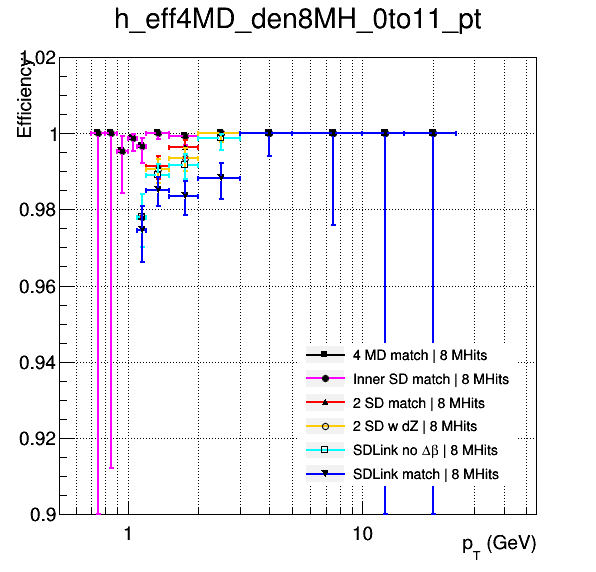 h_eff4MD_den8MH_0to11_pt
Efficiency
1.02
1
0.98
0.96
0.94
0.92
0.9
4 MD match | 8 MHits
Inner SD match | 8 MHits
2 SD match | 8 MHits
2 SD w dZ | 8 MHits
SDLink no Δβ | 8 MHits
SDLink match | 8 MHits
1
10
p_T (GeV)